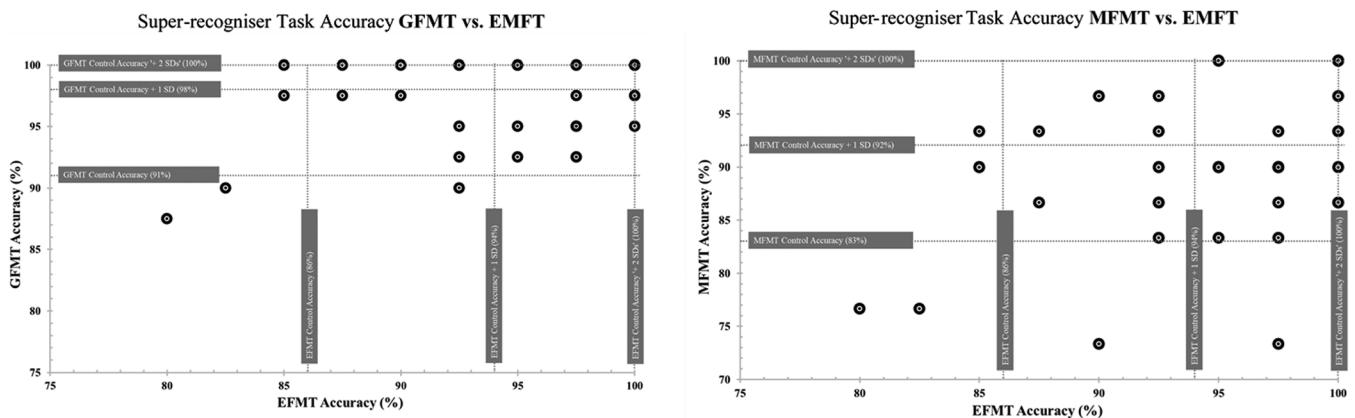 Super-recogniser Task Accuracy GFMT vs. EMFT
GFMT Accuracy (%)
100
95
90
85
80
75
GFMT Control Accuracy '+ 2 SDs' (100%)
GFMT Control Accuracy + 1 SD (98%)
GFMT Control Accuracy (91%)
EFMT Control Accuracy (86%)
EFMT Control Accuracy + 1 SD (94%)
EFMT Control Accuracy '+ 2 SDs' (100%)
75 80 85 90 95 100
EFMT Accuracy (%)
Super-recogniser Task Accuracy MFMT vs. EMFT
MFMT Accuracy (%)
100
95
90
85
80
75
70
MFMT Control Accuracy '+ 2 SDs' (100%)
MFMT Control Accuracy + 1 SD (92%)
MFMT Control Accuracy (83%)
EFMT Control Accuracy (86%)
EFMT Control Accuracy + 1 SD (94%)
EFMT Control Accuracy '+ 2 SDs' (100%)
75 80 85 90 95 100
EFMT Accuracy (%)